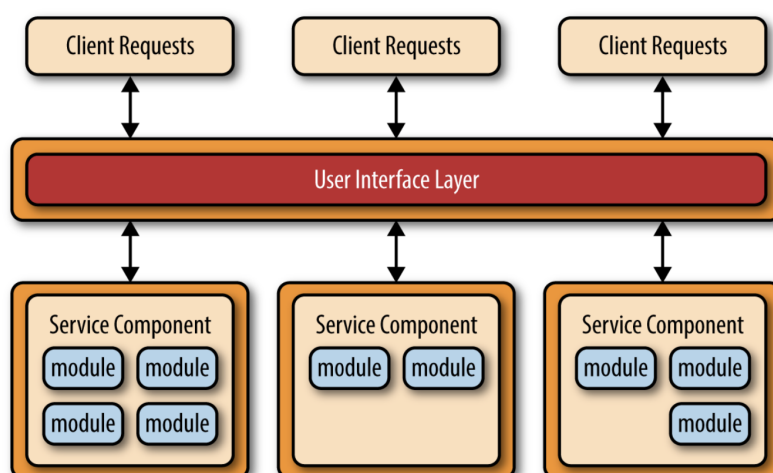 Client Requests
Client Requests
Client Requests
User Interface Layer
Service Component
module module
module module
Service Component
module module
Service Component
module module
module